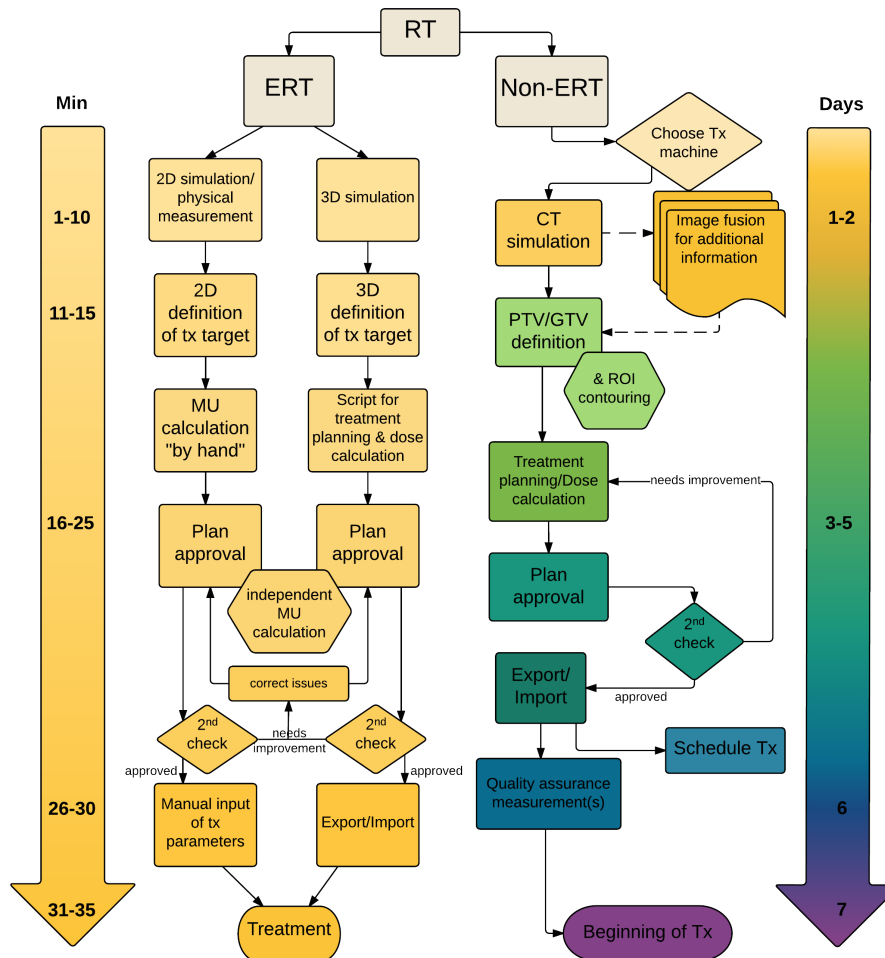 RT
ERT
Non-ERT
Min
Days
Choose Tx
machine
2D simulation/
physical
measurement
3D simulation
1-10
CT
simulation
Image fusion
for additional
information
1-2
2D
definition
of tx target
3D
definition
of tx target
11-15
PTV/GTV
definition
& ROI
contouring
MU
calculation
"by hand"
Script for
treatment
planning & dose
calculation
Treatment
planning/Dose
calculation
needs improvement
16-25
3-5
Plan
approval
Plan
approval
independent
MU
calculation
Plan
approval
2nd
check
correct issues
Export/
Import
approved
2nd
check
needs
improvement
2nd
check
Schedule Tx
approved
approved
26-30
Manual input
of tx
parameters
Export/Import
Quality assurance
measurement(s)
6
31-35
Treatment
Beginning of Tx
7